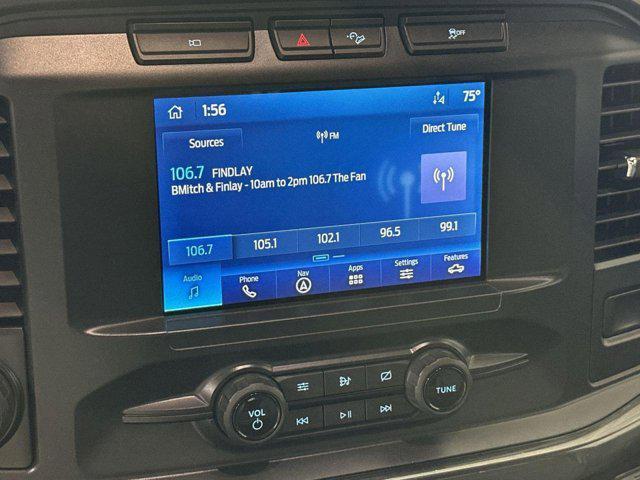 OFF
1:56
75°
Sources
FM
Direct Tune
106.7 FINDLAY
BMitch & Finlay - 10am to 2pm 106.7 The Fan
106.7 105.1 102.1 96.5 99.1
Audio Phone Nav Apps Settings Features
VOL
TUNE